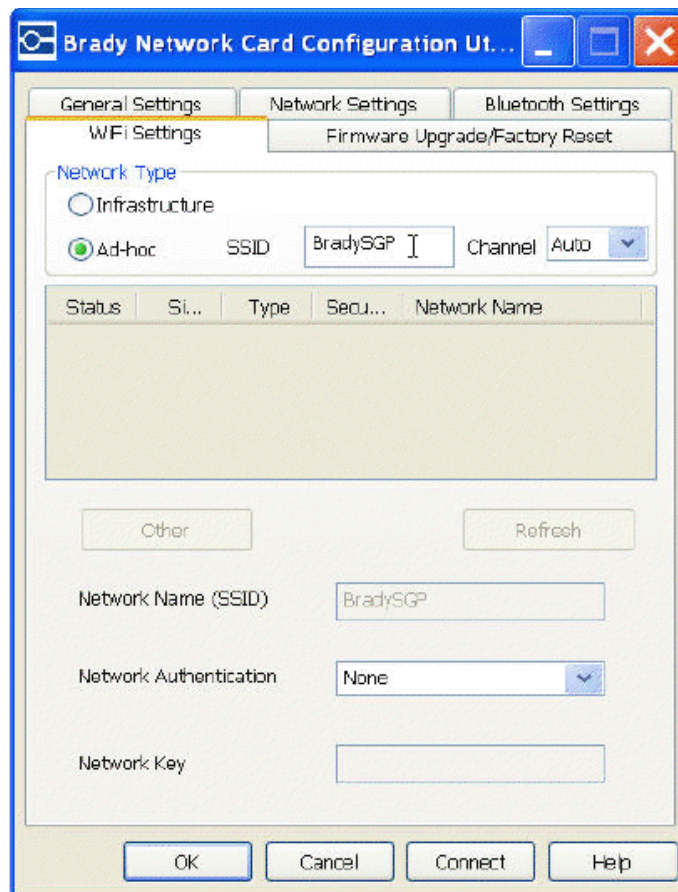 Brady Network Card Configuration Ut...
General Settings Network Settings Bluetooth Settings
WiFi Settings Firmware Upgrade/Factory Reset
Network Type
Infrastructure
Ad-hoc SSID BradySGP Channel Auto
Status Si... Type Secu... Network Name
Other Refresh
Network Name (SSID) BradySGP
Network Authentication None
Network Key
OK Cancel Connect Help